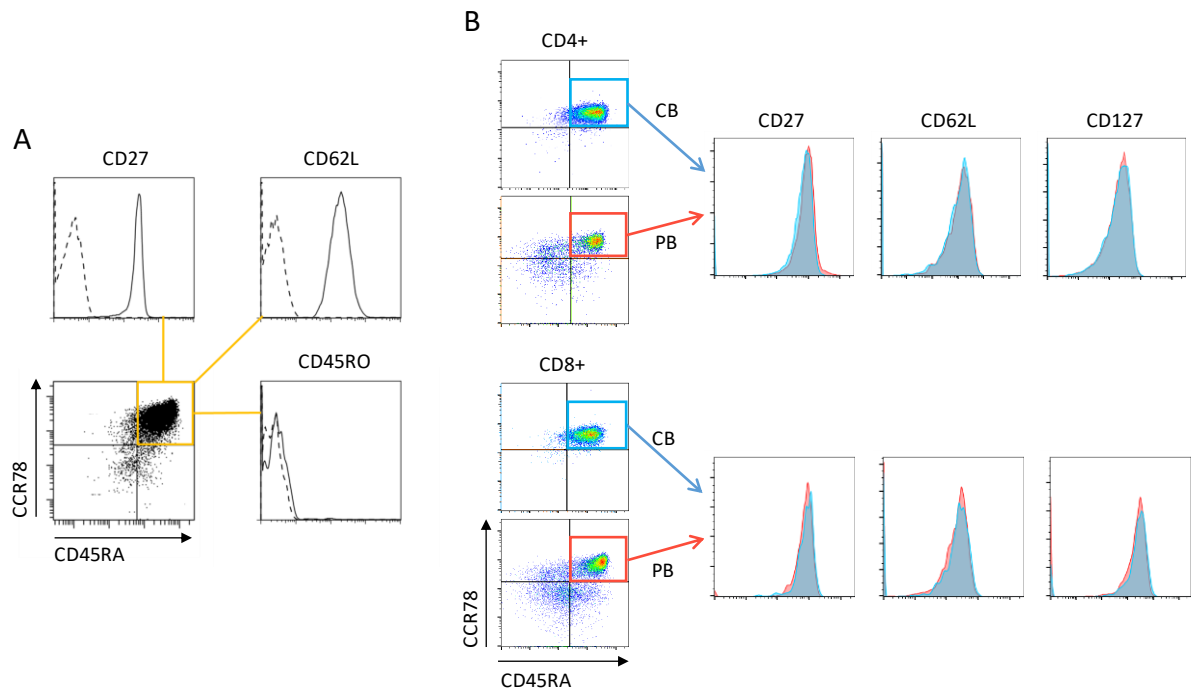 A
CD27
CD62L
CD45RO
CCR78
CD45RA
B
CD4+
CB
PB
CD27
CD62L
CD127
CD8+
CB
PB
CCR78
CD45RA